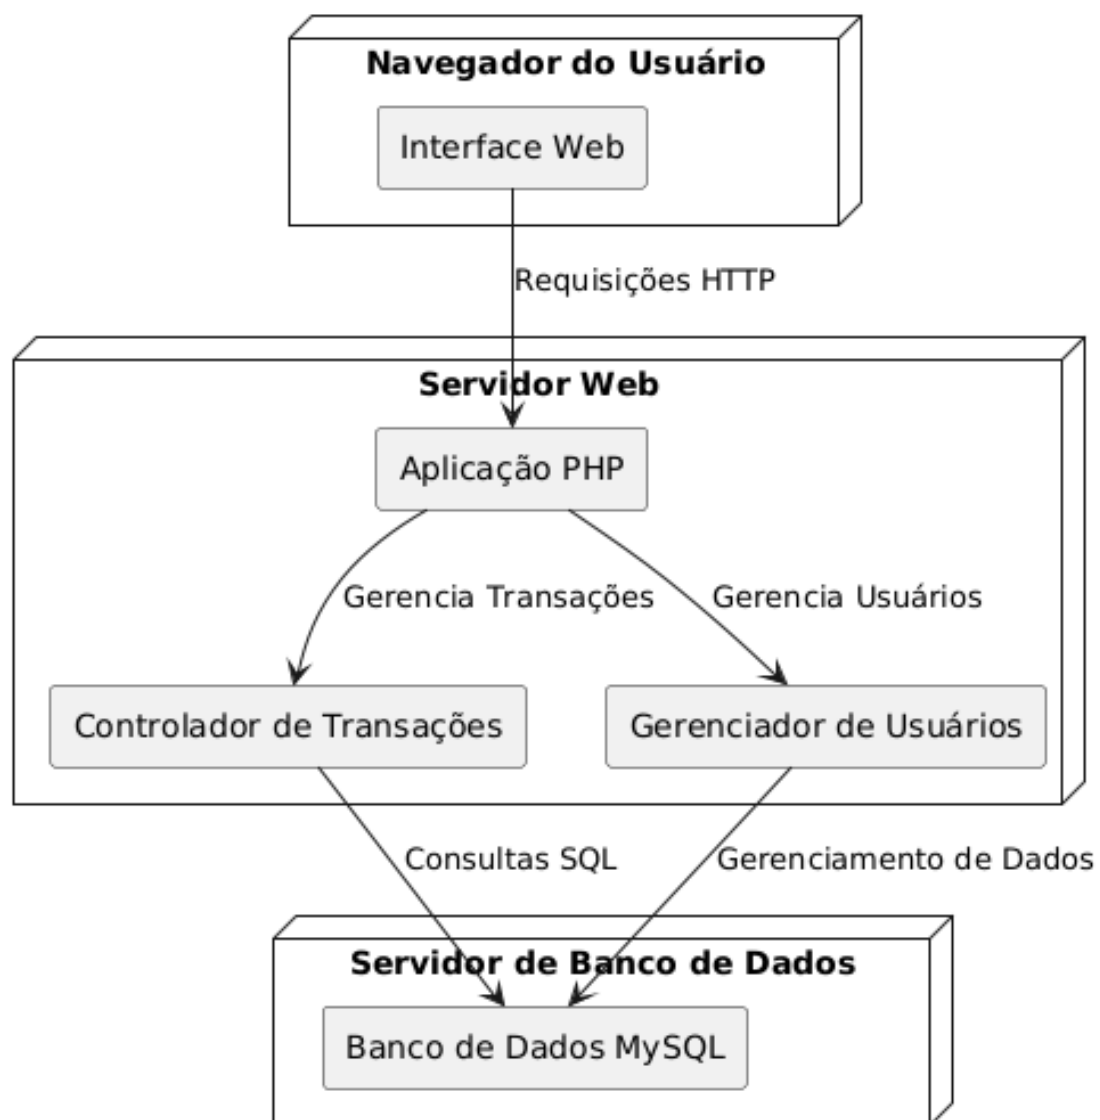 Navegador do Usuário
Interface Web
Requisições HTTP
Servidor Web
Aplicação PHP
Gerencia Transações
Gerencia Usuários
Controlador de Transações
Gerenciador de Usuários
Consultas SQL
Gerenciamento de Dados
Servidor de Banco de Dados
Banco de Dados MySQL